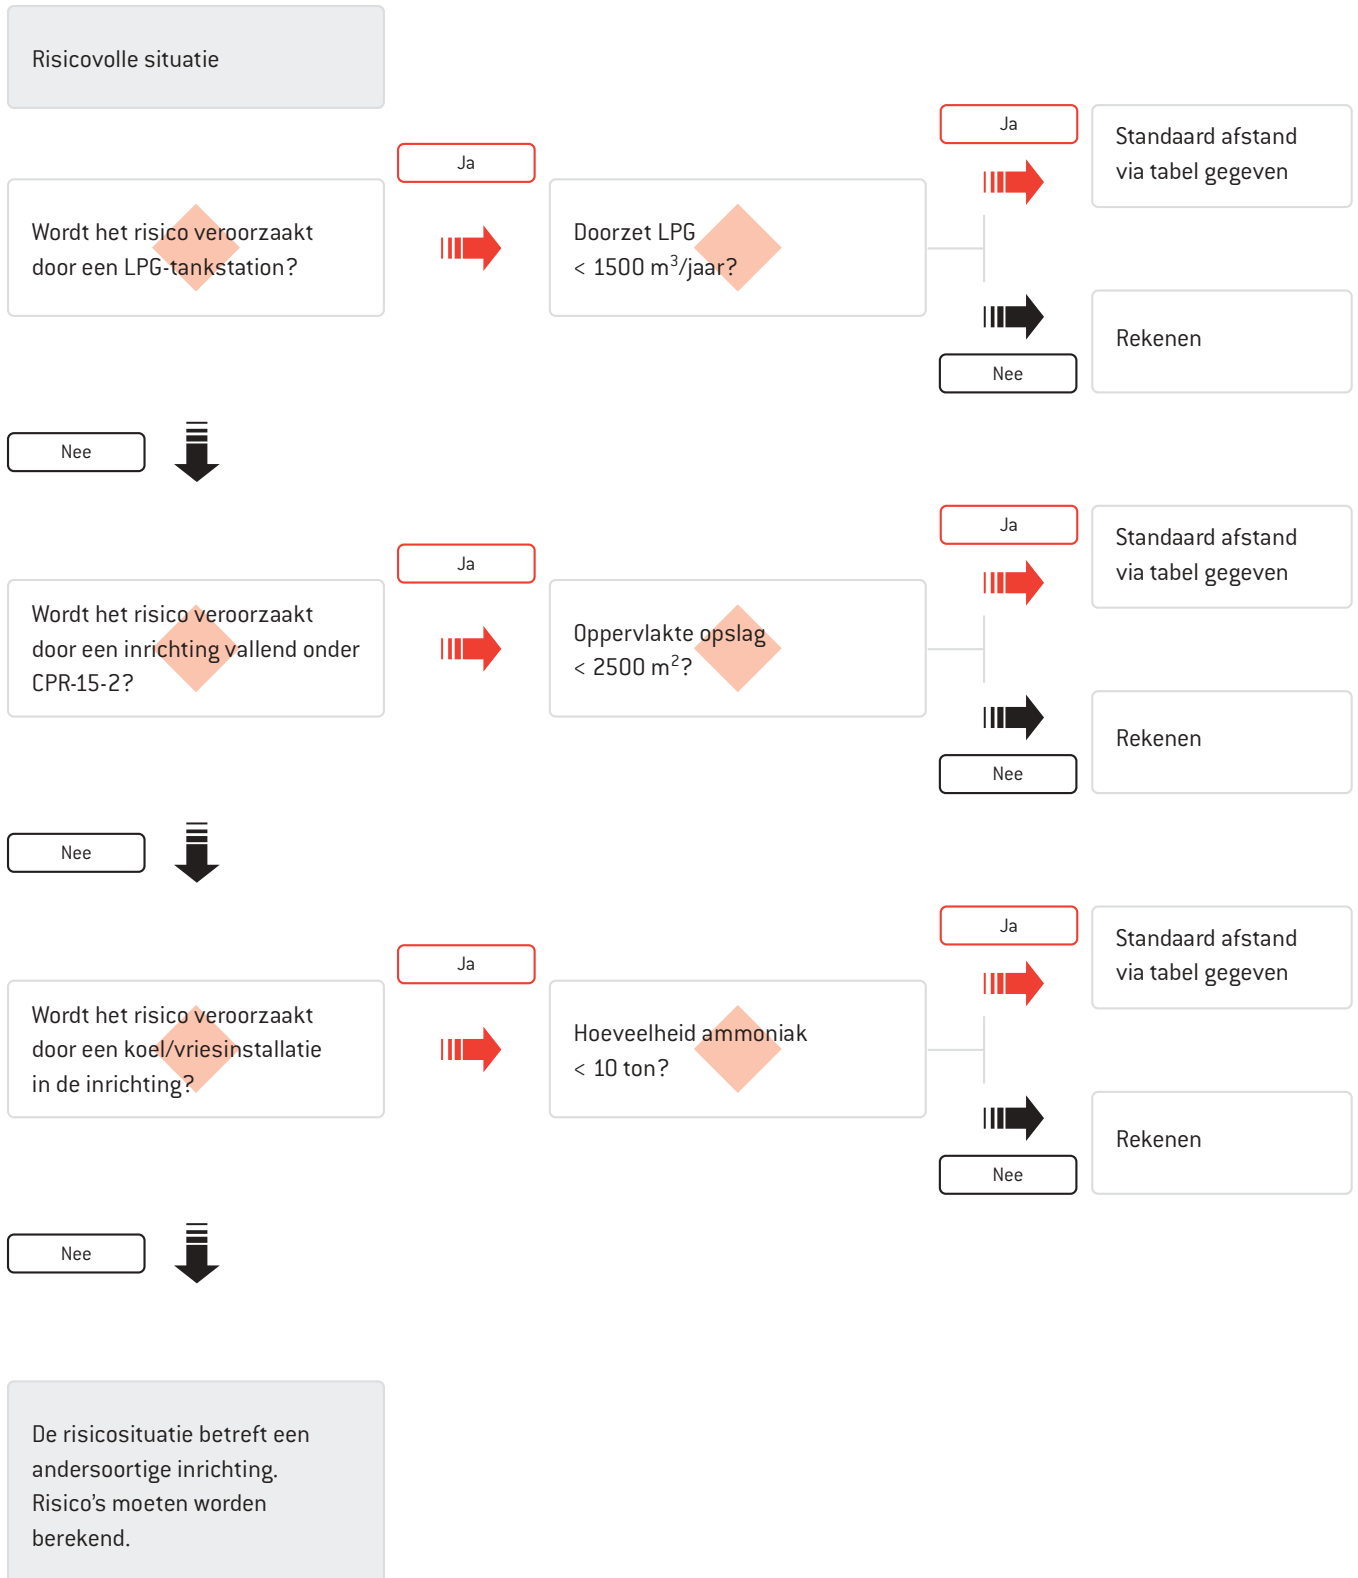 Risicovolle situatie
Ja
Wordt het risico veroorzaakt
door een LPG-tankstation?
Doorzet LPG
< 1500 m³/jaar?
Ja
Standaard afstand
via tabel gegeven
Rekenen
Nee
Nee
Ja
Wordt het risico veroorzaakt
door een inrichting vallend onder
CPR-15-2?
Oppervlakte opslag
< 2500 m²?
Ja
Standaard afstand
via tabel gegeven
Rekenen
Nee
Nee
Ja
Wordt het risico veroorzaakt
door een koel/vriesinstallatie
in de inrichting?
Hoeveelheid ammoniak
< 10 ton?
Ja
Standaard afstand
via tabel gegeven
Rekenen
Nee
Nee
De risicosituatie betreft een
andersoortige inrichting.
Risico's moeten worden
berekend.